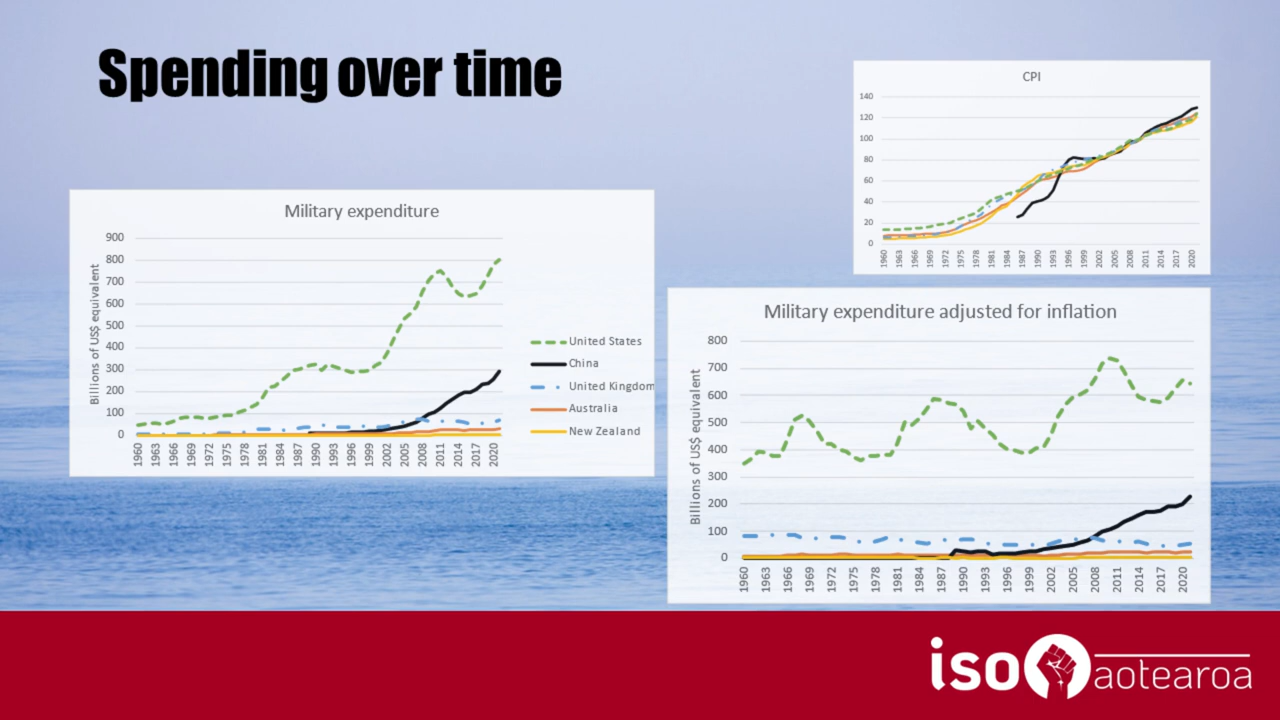 Spending over time
CPI
140
120
100
80
60
40
20
0
1960 1963 1966 1969 1972 1975 1978 1981 1984 1987 1990 1993 1996 1999 2002 2005 2008 2011 2014 2017 2020
Military expenditure
Billions of US$ equivalent
900
800
700
600
500
400
300
200
100
0
1960 1963 1966 1969 1972 1975 1978 1981 1984 1987 1990 1993 1996 1999 2002 2005 2008 2011 2014 2017 2020
United States
China
United Kingdom
Australia
New Zealand
Military expenditure adjusted for inflation
Billions of US$ equivalent
800
700
600
500
400
300
200
100
0
1960 1963 1966 1969 1972 1975 1978 1981 1984 1987 1990 1993 1996 1999 2002 2005 2008 2011 2014 2017 2020
iso aotearoa